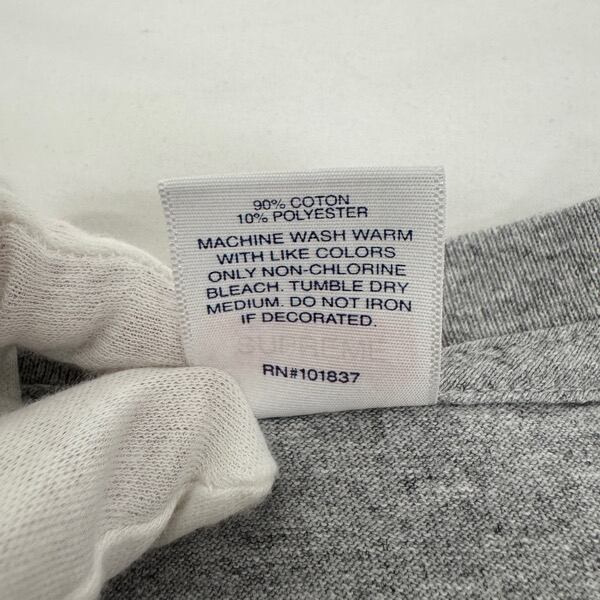 90% COTON
10% POLYESTER
MACHINE WASH WARM
WITH LIKE COLORS
ONLY NON-CHLORINE
BLEACH. TUMBLE DRY
MEDIUM. DO NOT IRON
IF DECORATED.
RN#101837